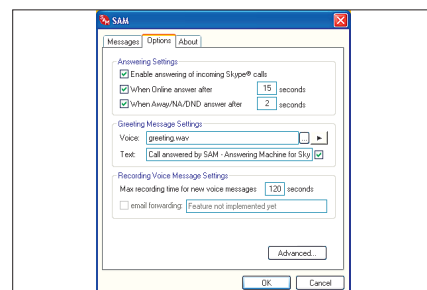 SAM
Messages Options About
Answering Settings
Enable answering of incoming Skype® calls
When Online answer after 15 seconds
When Away/NA/DND answer after 2 seconds
Greeting Message Settings
Voice: greeting.wav ...
Text: Call answered by SAM - Answering Machine for Sky
Recording Voice Message Settings
Max recording time for new voice messages 120 seconds
email forwarding: Feature not implemented yet
Advanced...
OK Cancel